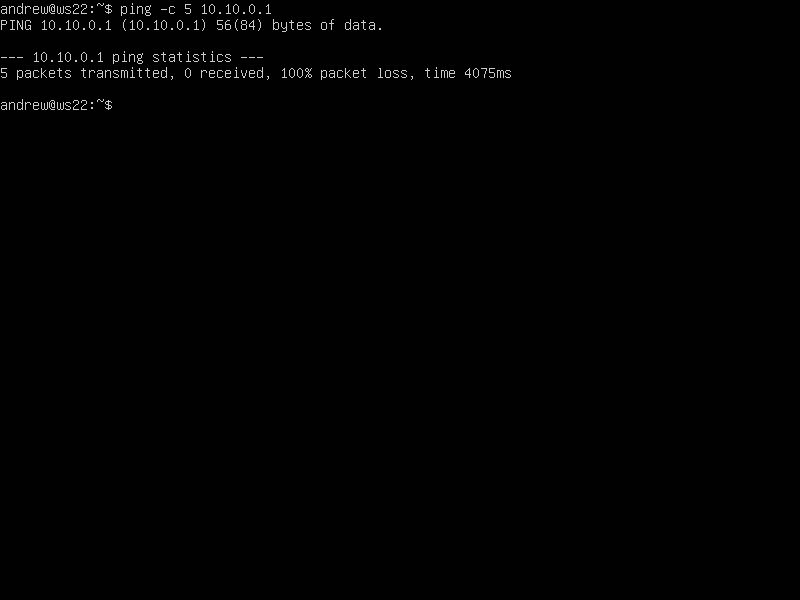 andrew@ws22:~$ ping -c 5 10.10.0.1
PING 10.10.0.1 (10.10.0.1) 56(84) bytes of data.
--- 10.10.0.1 ping statistics ---
5 packets transmitted, 0 received, 100% packet loss, time 4075ms
andrew@ws22:~$